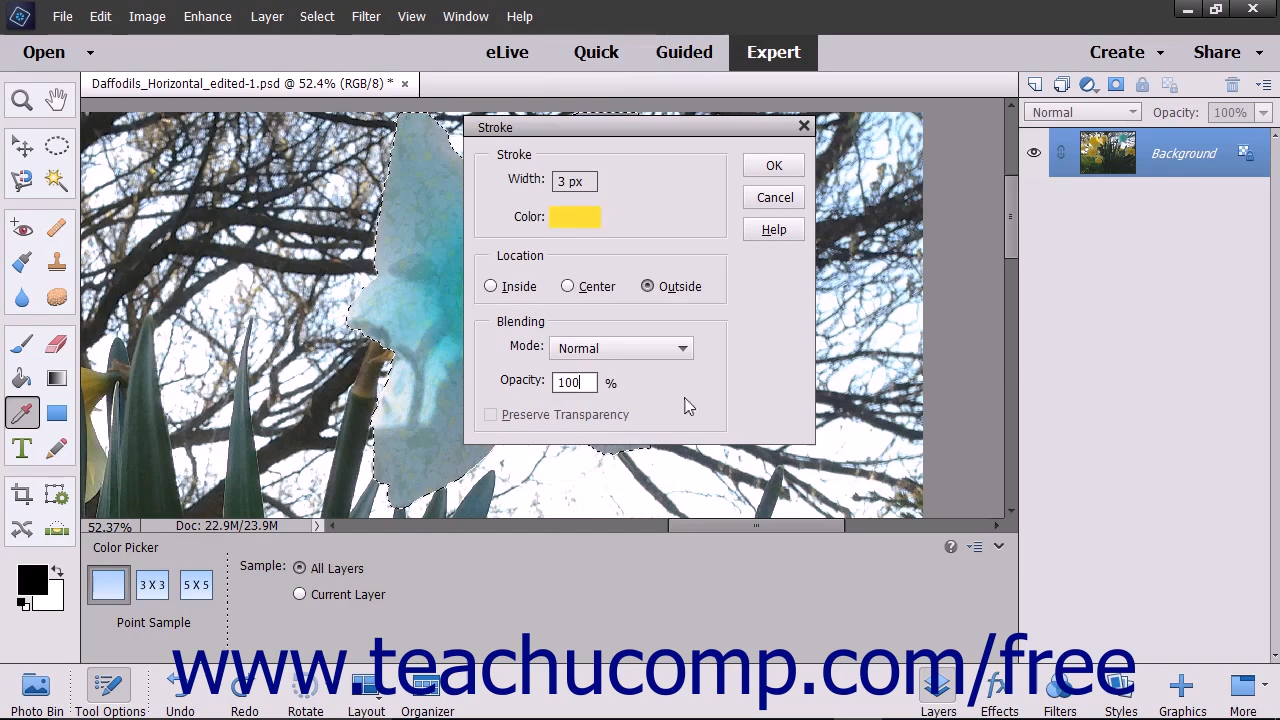 File Edit Image Enhance Layer Select Filter View Window Help
Open eLive Quick Guided Expert Create Share
Daffodils_Horizontal_edited-1.psd @ 52.4% (RGB/8) * ×
Normal Opacity: 100%
Background
Stroke
Stroke
Width: 3 px
Color:
OK
Cancel
Help
Location
Inside Center Outside
Blending
Mode: Normal
Opacity: 100 %
Preserve Transparency
52.37% Doc: 22.9M/23.9M
Color Picker
Sample: All Layers
Current Layer
3 X 3 5 X 5
Point Sample
www.teachucomp.com/free
Photo Bin Tool Options Undo Redo Rotate Layout Organizer Layers Effects Filters Styles Graphics More